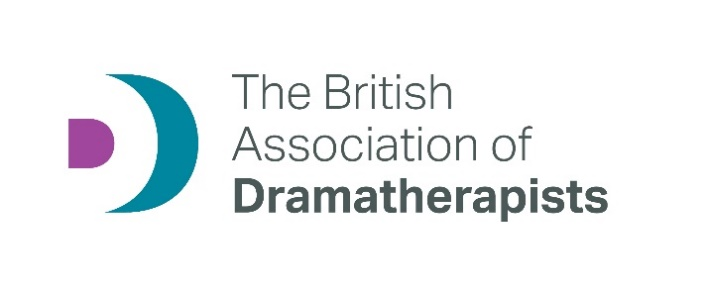 The British
Association of
Dramatherapists